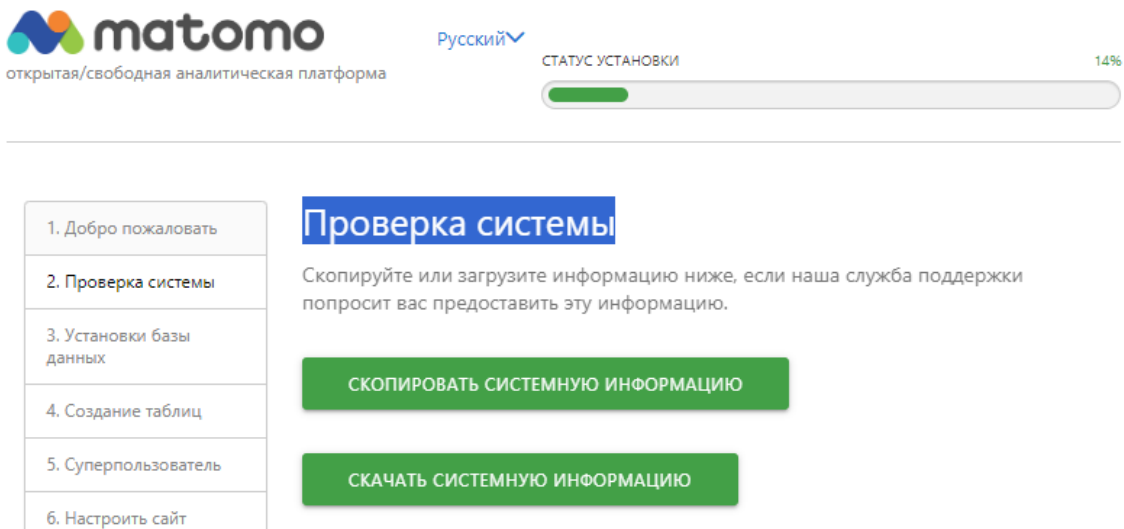 matomo
открытая/свободная аналитическая платформа
Русский
СТАТУС УСТАНОВКИ
14%
1. Добро пожаловать
2. Проверка системы
3. Установки базы
данных
4. Создание таблиц
5. Суперпользователь
6. Настроить сайт
Проверка системы
Скопируйте или загрузите информацию ниже, если наша служба поддержки
попросит вас предоставить эту информацию.
СКОПИРОВАТЬ СИСТЕМНУЮ ИНФОРМАЦИЮ
СКАЧАТЬ СИСТЕМНУЮ ИНФОРМАЦИЮ